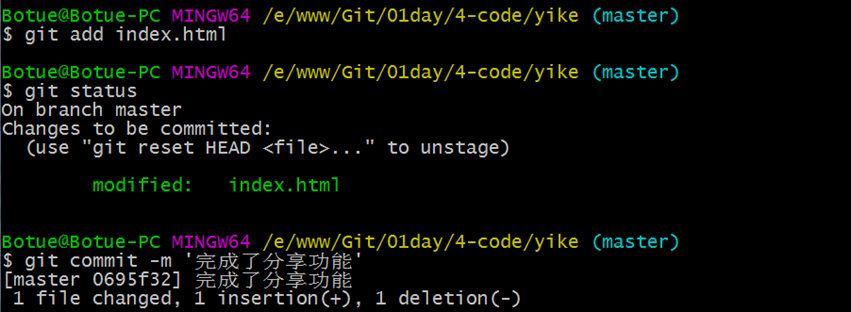 Botue@Botue-PC MINGW64 /e/www/Git/01day/4-code/yike (master)
$ git add index.html
Botue@Botue-PC MINGW64 /e/www/Git/01day/4-code/yike (master)
$ git status
On branch master
Changes to be committed:
  (use "git reset HEAD <file>..." to unstage)
        modified:   index.html
Botue@Botue-PC MINGW64 /e/www/Git/01day/4-code/yike (master)
$ git commit -m '完成了分享功能'
[master 0695f32] 完成了分享功能
 1 file changed, 1 insertion(+), 1 deletion(-)